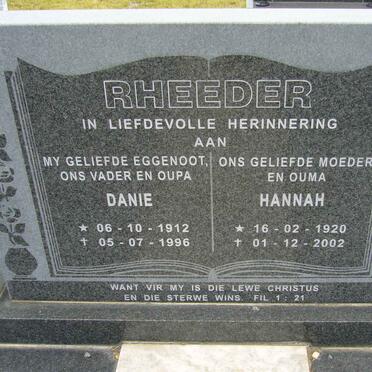 RHEEDER
IN LIEFDEVOLLE HERINNERING
AAN
MY GELIEFDE EGGENOOT,
ONS VADER EN OUPA
DANIE
★ 06 - 10 - 1912
✝ 05 - 07 - 1996
ONS GELIEFDE MOEDER
EN OUMA
HANNAH
★ 16 - 02 - 1920
✝ 01 - 12 - 2002
WANT VIR MY IS DIE LEWE CHRISTUS
EN DIE STERWE WINS. FIL 1 : 21